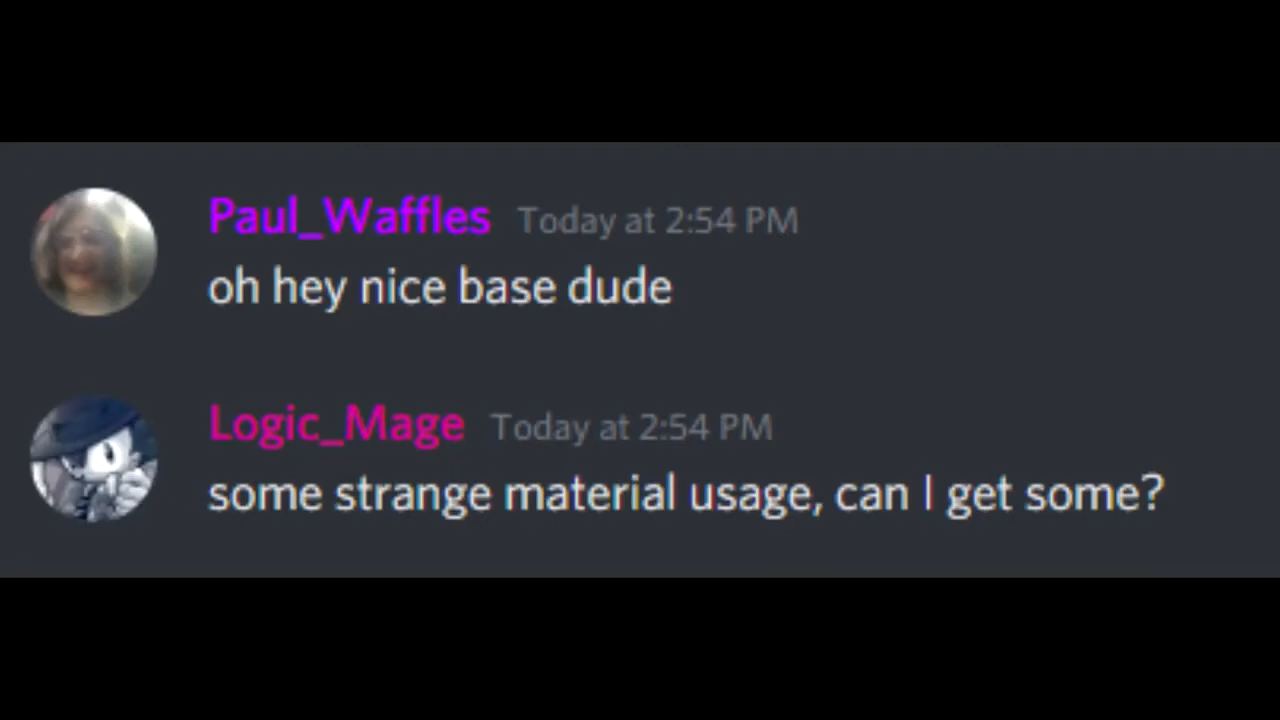 Paul_Waffles Today at 2:54 PM
oh hey nice base dude
Logic_Mage Today at 2:54 PM
some strange material usage, can I get some?